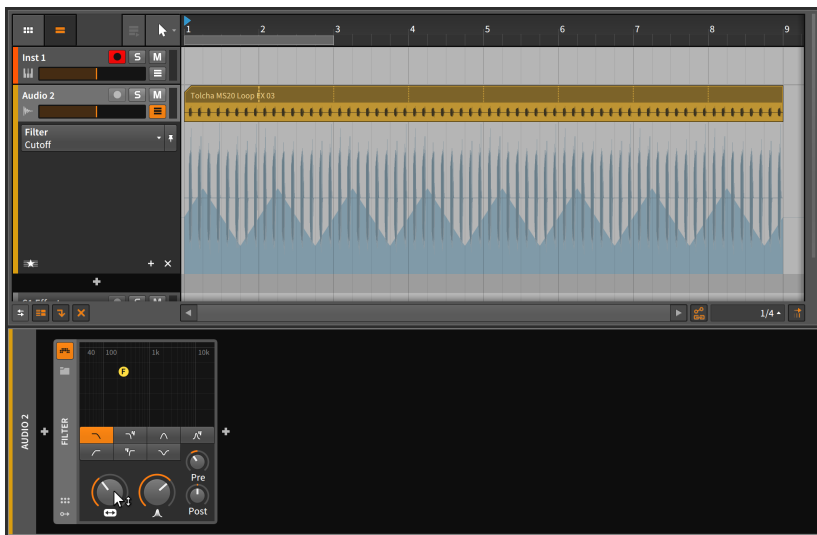 1 2 3 4 5 6 7 8 9
Inst 1 S M
Audio 2 S M
Tolcha MS20 Loop FX 03
Filter
Cutoff
+ ×
+
S M
1/4
AUDIO 2
FILTER
40 100 1k 10k
F
Pre
Post